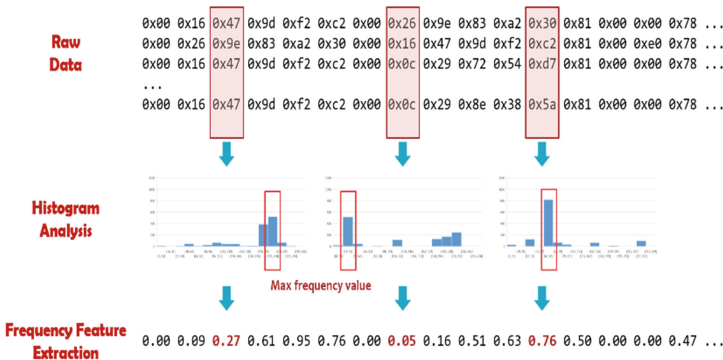 Raw Data
0x00 0x16 0x47 0x9d 0xf2 0xc2 0x00 0x26 0x9e 0x83 0xa2 0x30 0x81 0x00 0x00 0x78 ...
0x00 0x26 0x9e 0x83 0xa2 0x30 0x00 0x16 0x47 0x9d 0xf2 0xc2 0x81 0x00 0xe0 0x78 ...
0x00 0x16 0x47 0x9d 0xf2 0xc2 0x00 0x0c 0x29 0x72 0x54 0xd7 0x81 0x00 0x00 0x78 ...
...
0x00 0x16 0x47 0x9d 0xf2 0xc2 0x00 0x0c 0x29 0x8e 0x38 0x5a 0x81 0x00 0x00 0x78 ...
Histogram Analysis
Max frequency value
Frequency Feature Extraction
0.00 0.09 0.27 0.61 0.95 0.76 0.00 0.05 0.16 0.51 0.63 0.76 0.50 0.00 0.00 0.47 ...